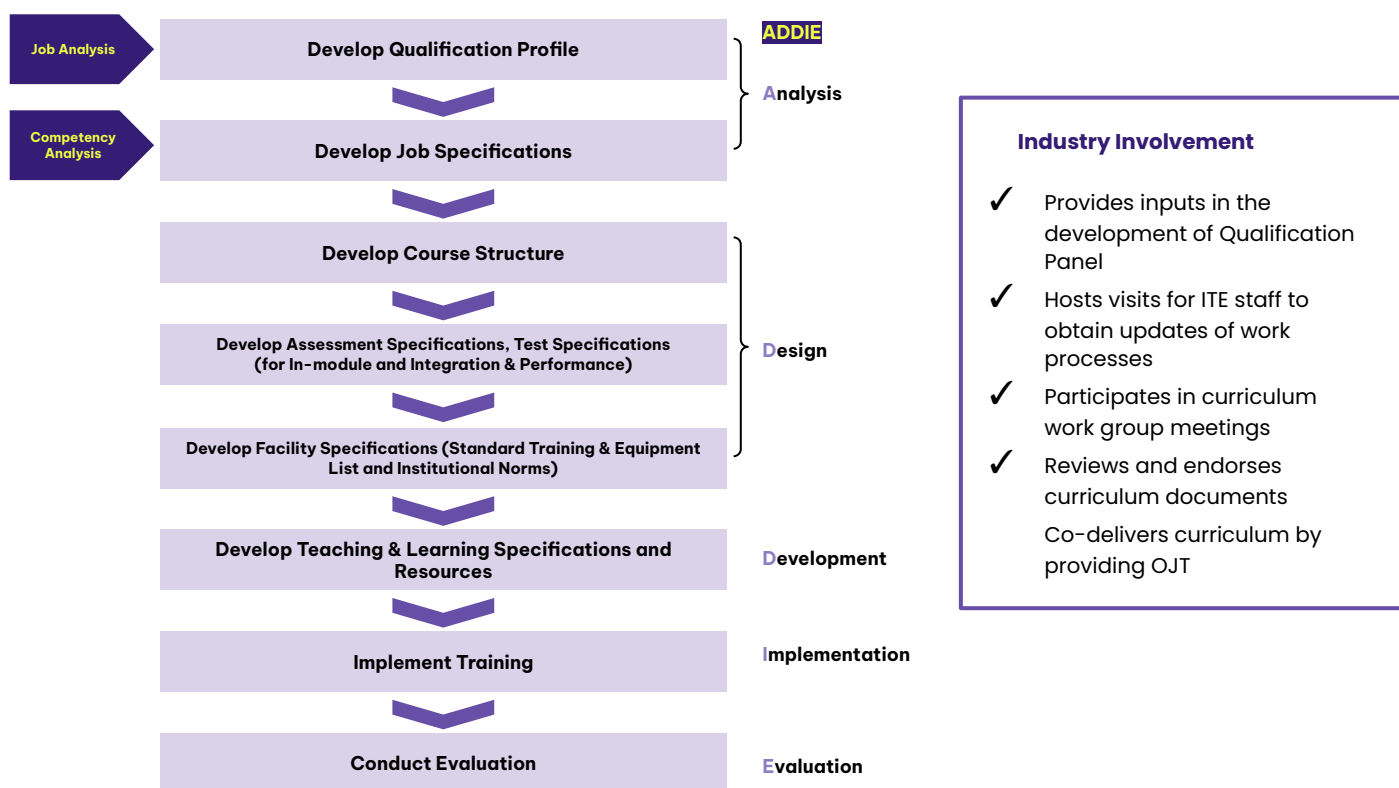 Job Analysis
Develop Qualification Profile
ADDIE
Analysis
Competency
Analysis
Develop Job Specifications
Develop Course Structure
Develop Assessment Specifications, Test Specifications
(for In-module and Integration & Performance)
Design
Develop Facility Specifications (Standard Training & Equipment
List and Institutional Norms)
Develop Teaching & Learning Specifications and
Resources
Development
Implement Training
Implementation
Conduct Evaluation
Evaluation
Industry Involvement
✓ Provides inputs in the
development of Qualification
Panel
✓ Hosts visits for ITE staff to
obtain updates of work
processes
✓ Participates in curriculum
work group meetings
✓ Reviews and endorses
curriculum documents
Co-delivers curriculum by
providing OJT